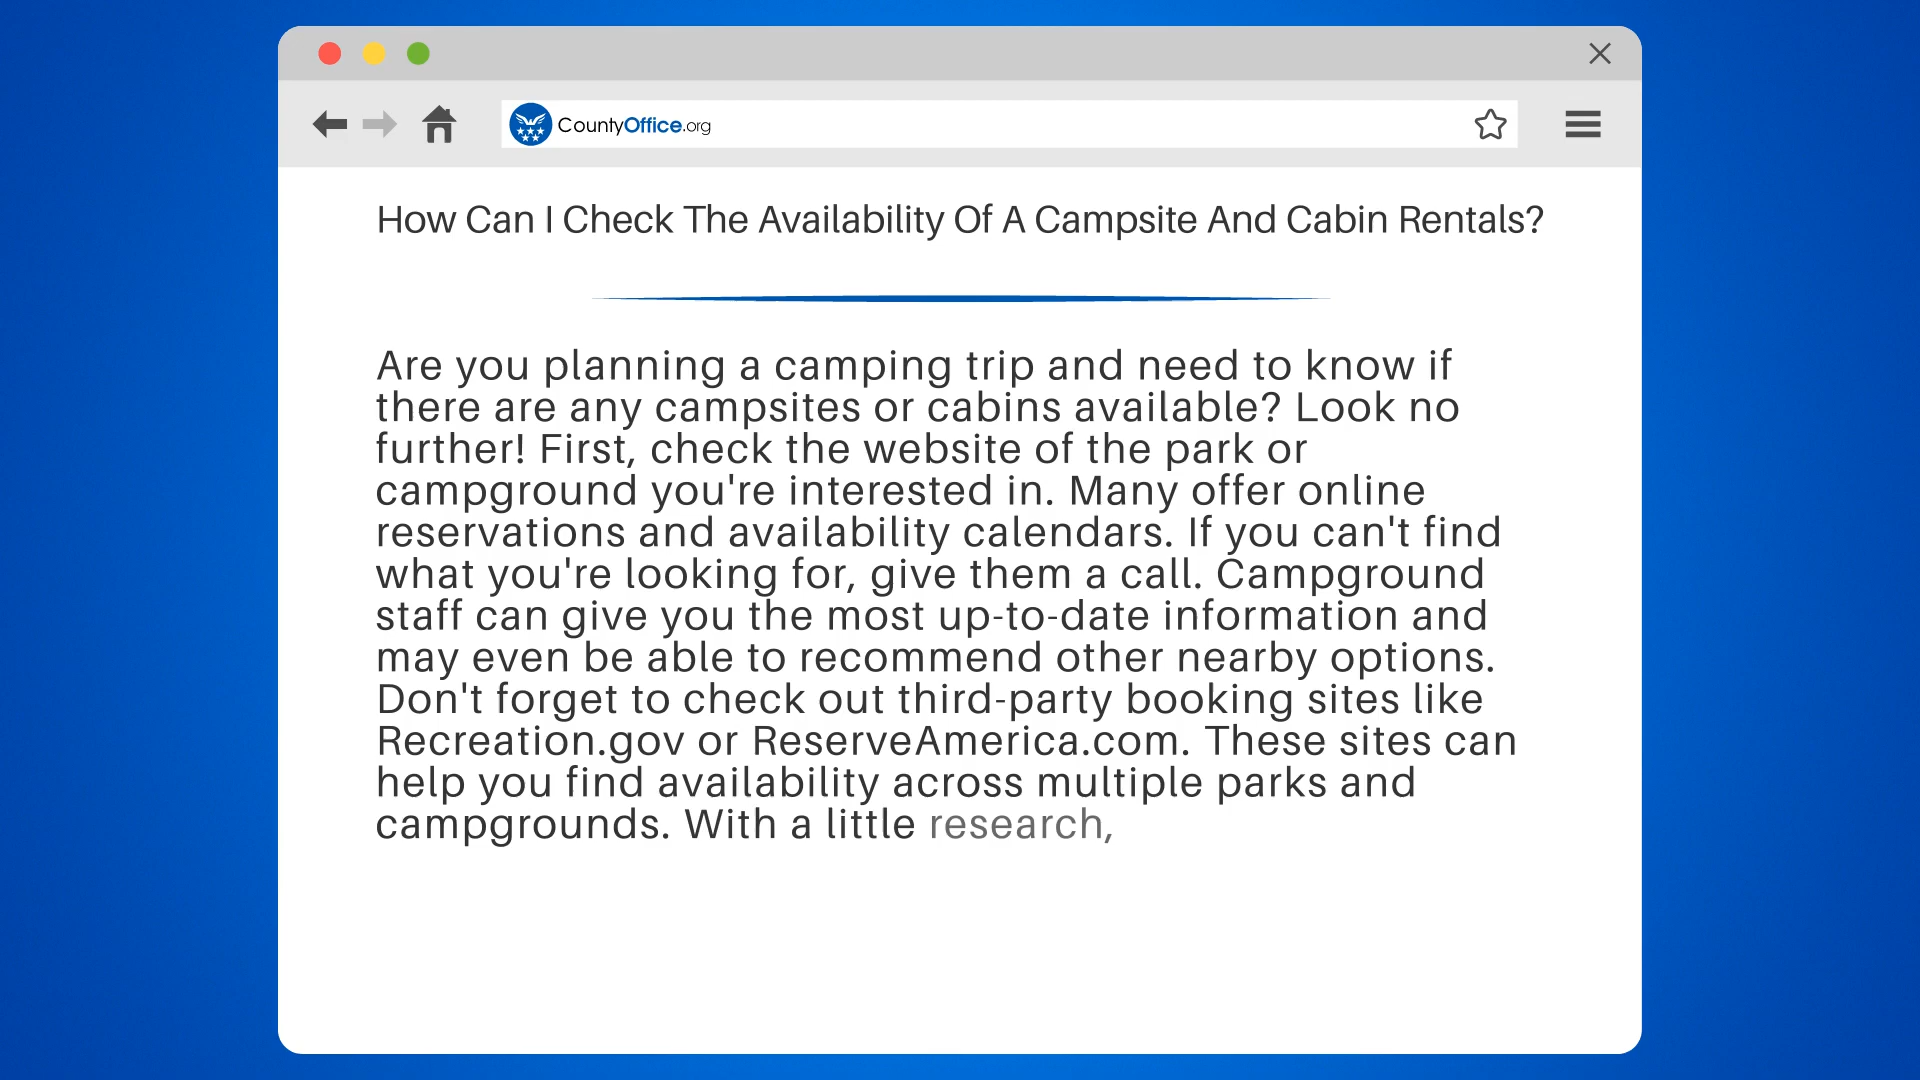 CountyOffice.org
How Can I Check The Availability Of A Campsite And Cabin Rentals?
Are you planning a camping trip and need to know if
there are any campsites or cabins available? Look no
further! First, check the website of the park or
campground you're interested in. Many offer online
reservations and availability calendars. If you can't find
what you're looking for, give them a call. Campground
staff can give you the most up-to-date information and
may even be able to recommend other nearby options.
Don't forget to check out third-party booking sites like
Recreation.gov or ReserveAmerica.com. These sites can
help you find availability across multiple parks and
campgrounds. With a little research,